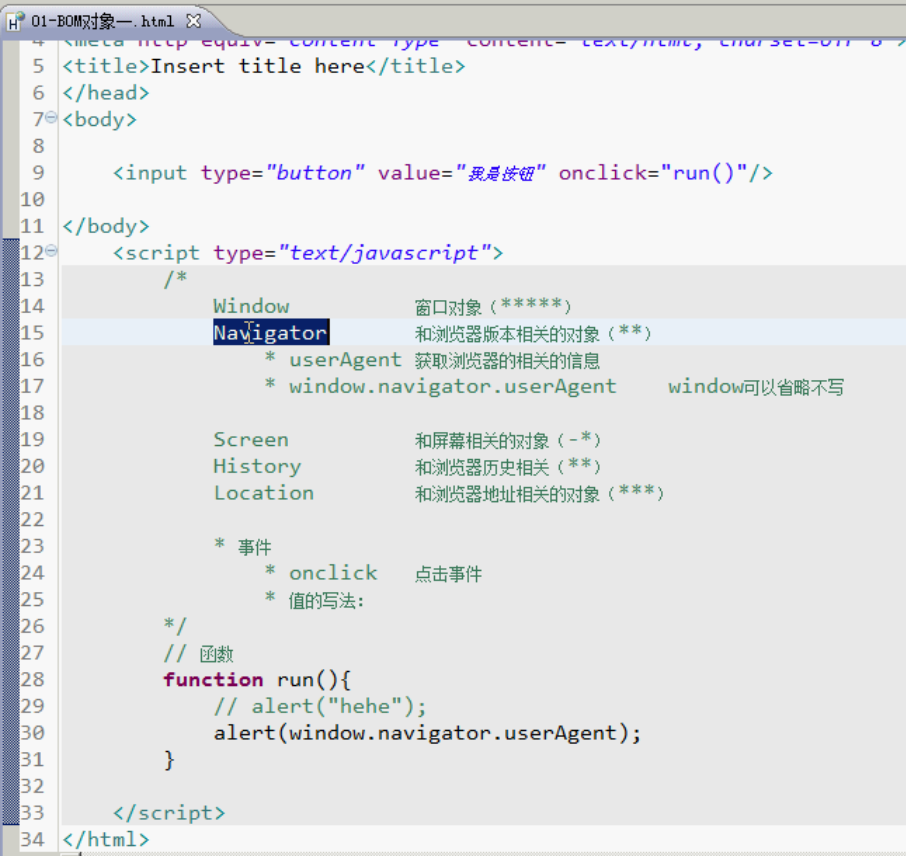 01-BOM对象一.html
4 <meta http-equiv="Content-Type" content="text/html; charset=UTF-8">
5 <title>Insert title here</title>
6 </head>
7 <body>
8
9 <input type="button" value="我是按钮" onclick="run()"/>
10
11 </body>
12 <script type="text/javascript">
13 /*
14 Window 窗口对象(*****)
15 Navigator 和浏览器版本相关的对象(**)
16 * userAgent 获取浏览器的相关的信息
17 * window.navigator.userAgent window可以省略不写
18
19 Screen 和屏幕相关的对象(-*)
20 History 和浏览器历史相关(**)
21 Location 和浏览器地址相关的对象(***)
22
23 * 事件
24 * onclick 点击事件
25 * 值的写法:
26 */
27 // 函数
28 function run(){
29 // alert("hehe");
30 alert(window.navigator.userAgent);
31 }
32
33 </script>
34 </html>